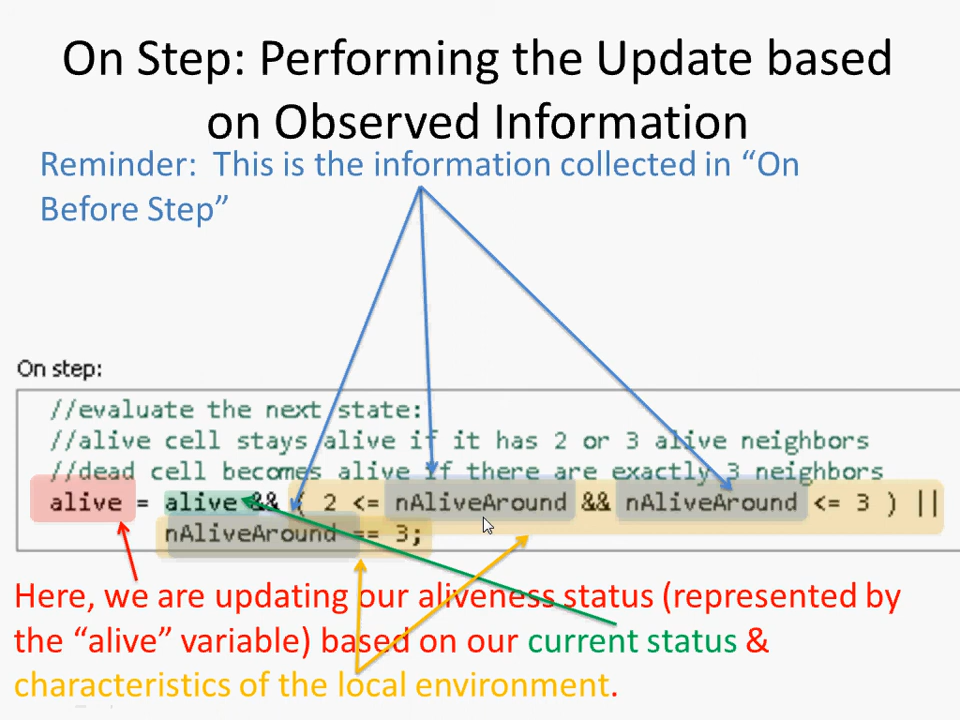 On Step: Performing the Update based
on Observed Information
Reminder:  This is the information collected in “On
Before Step”
On step:
//evaluate the next state:
//alive cell stays alive if it has 2 or 3 alive neighbors
//dead cell becomes alive if there are exactly 3 neighbors
alive = alive && ( 2 <= nAliveAround && nAliveAround <= 3 ) ||
nAliveAround == 3;
Here, we are updating our aliveness status (represented by
the “alive” variable) based on our current status &
characteristics of the local environment.